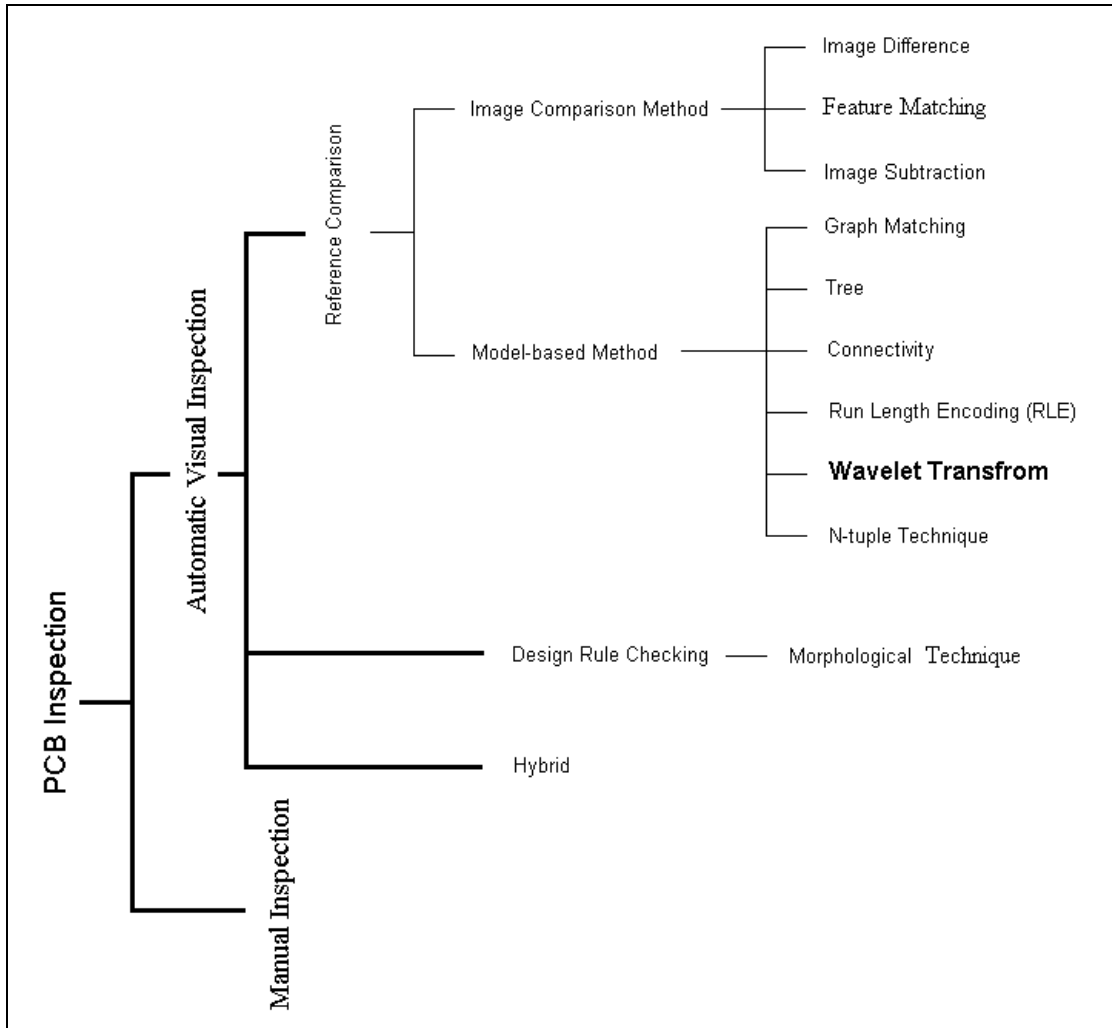 PCB Inspection
Automatic Visual Inspection
Reference Comparison
Image Comparison Method
Image Difference
Feature Matching
Image Subtraction
Model-based Method
Graph Matching
Tree
Connectivity
Run Length Encoding (RLE)
Wavelet Transfrom
N-tuple Technique
Design Rule Checking
Morphological Technique
Hybrid
Manual Inspection